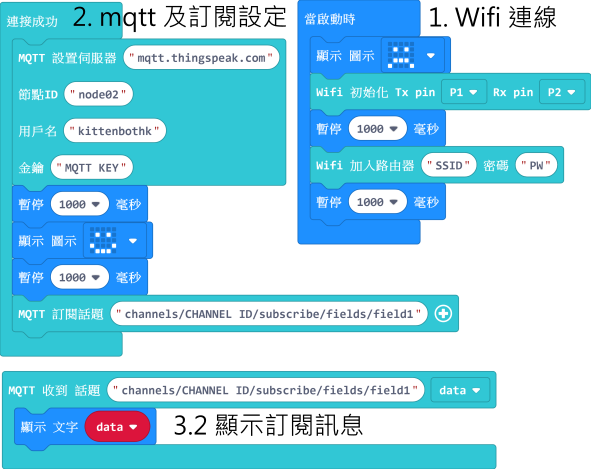 連接成功
2. mqtt 及訂閱設定
MQTT 設置伺服器 "mqtt.thingspeak.com"
節點ID "node02"
用戶名 "kittenbothk"
金鑰 "MQTT KEY"
暫停 1000 毫秒
顯示 圖示
暫停 1000 毫秒
MQTT 訂閱話題 "channels/CHANNEL ID/subscribe/fields/field1"
當啟動時
1. Wifi 連線
顯示 圖示
Wifi 初始化 Tx pin P1 Rx pin P2
暫停 1000 毫秒
Wifi 加入路由器 "SSID" 密碼 "PW"
暫停 1000 毫秒
MQTT 收到 話題 "channels/CHANNEL ID/subscribe/fields/field1" data
顯示 文字 data
3.2 顯示訂閱訊息